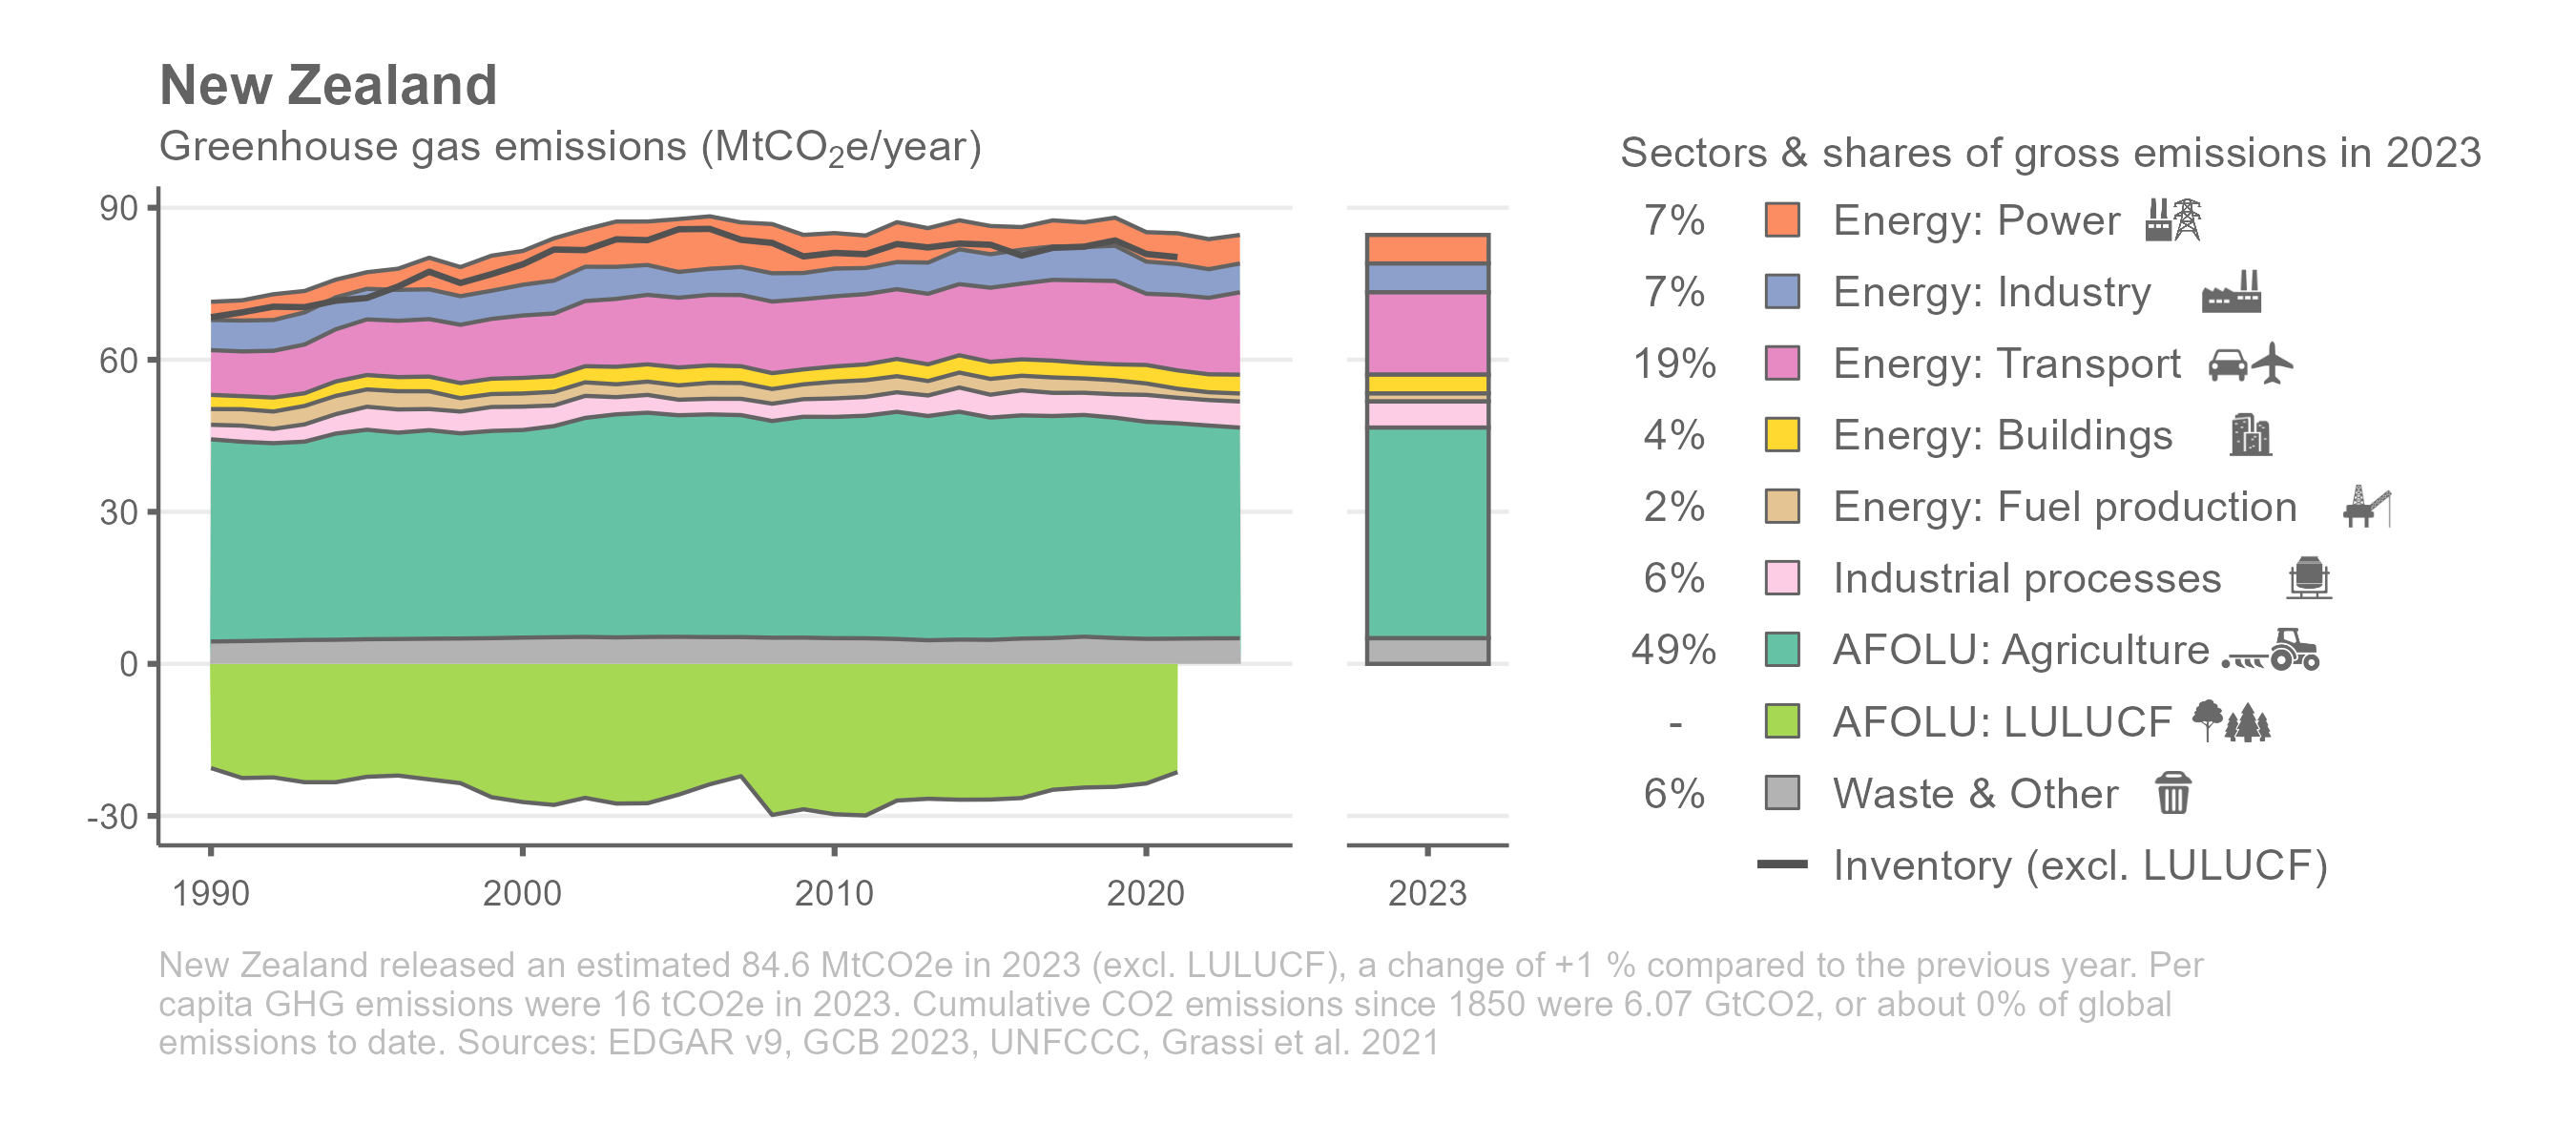 New Zealand
Greenhouse gas emissions (MtCO₂e/year)
90
60
30
0
-30
1990
2000
2010
2020
2023
Sectors & shares of gross emissions in 2023
7% Energy: Power
7% Energy: Industry
19% Energy: Transport
4% Energy: Buildings
2% Energy: Fuel production
6% Industrial processes
49% AFOLU: Agriculture
- AFOLU: LULUCF
6% Waste & Other
Inventory (excl. LULUCF)
New Zealand released an estimated 84.6 MtCO2e in 2023 (excl. LULUCF), a change of +1 % compared to the previous year. Per
capita GHG emissions were 16 tCO2e in 2023. Cumulative CO2 emissions since 1850 were 6.07 GtCO2, or about 0% of global
emissions to date. Sources: EDGAR v9, GCB 2023, UNFCCC, Grassi et al. 2021